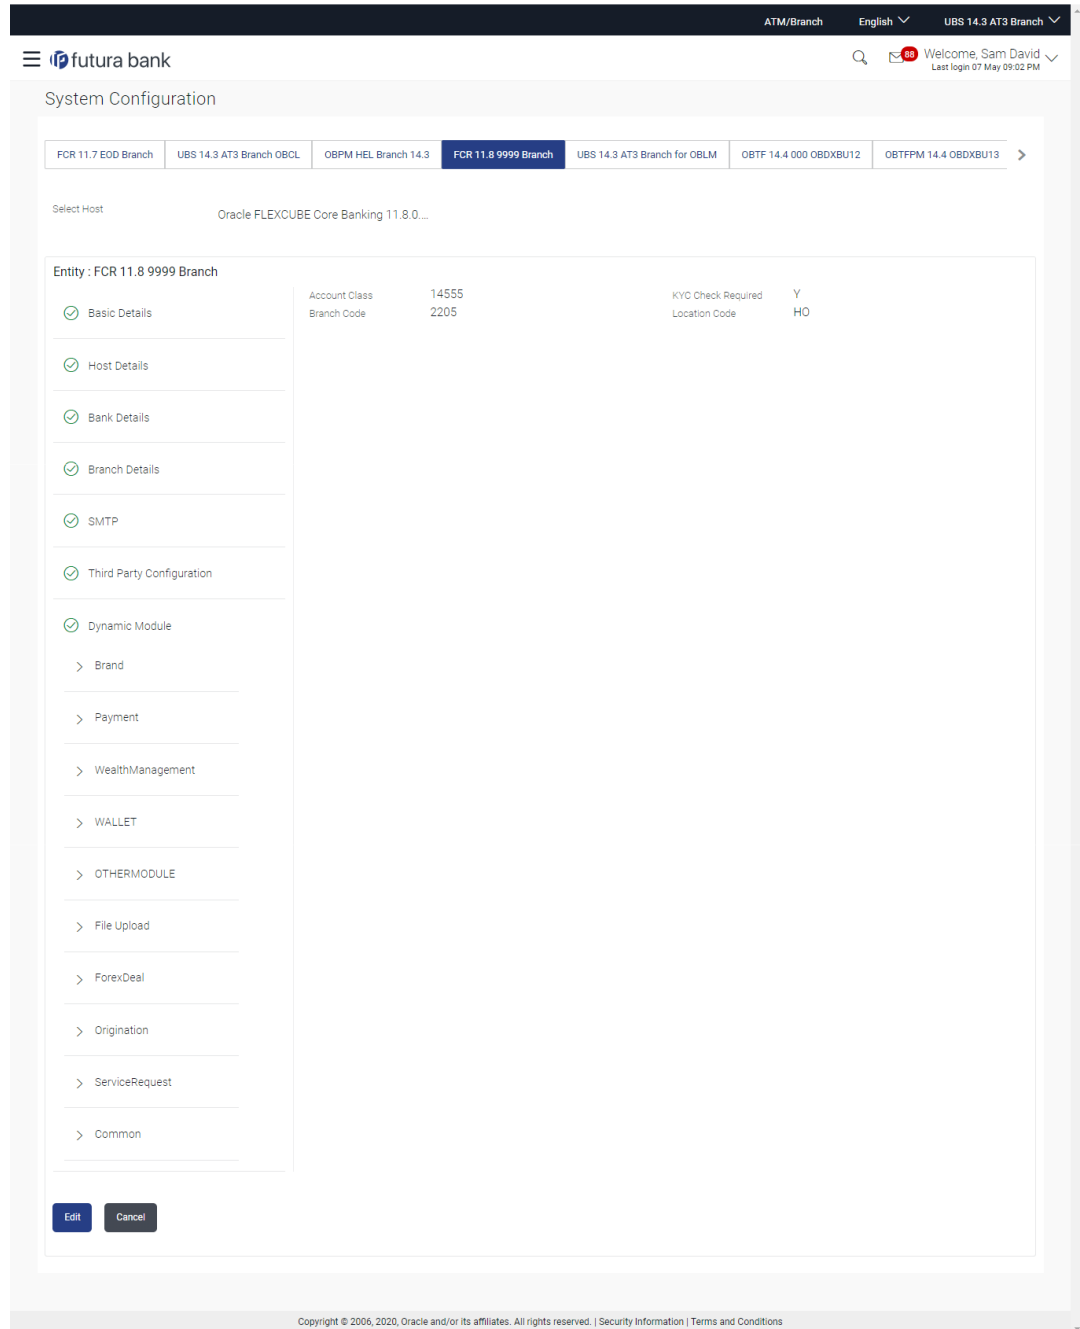 ATM/Branch English UBS 14.3 AT3 Branch
futura bank 88 Welcome, Sam David
Last login 07 May 09:02 PM
System Configuration
FCR 11.7 EOD Branch UBS 14.3 AT3 Branch OBCL OBPM HEL Branch 14.3 FCR 11.8 9999 Branch UBS 14.3 AT3 Branch for OBLM OBTF 14.4 000 OBDXBU12 OBTFPM 14.4 OBDXBU13
Select Host Oracle FLEXCUBE Core Banking 11.8.0....
Entity : FCR 11.8 9999 Branch
Account Class 14555 KYC Check Required Y
Branch Code 2205 Location Code HO
Basic Details
Host Details
Bank Details
Branch Details
SMTP
Third Party Configuration
Dynamic Module
Brand
Payment
WealthManagement
WALLET
OTHERMODULE
File Upload
ForexDeal
Origination
ServiceRequest
Common
Edit Cancel
Copyright © 2006, 2020, Oracle and/or its affiliates. All rights reserved. | Security Information | Terms and Conditions